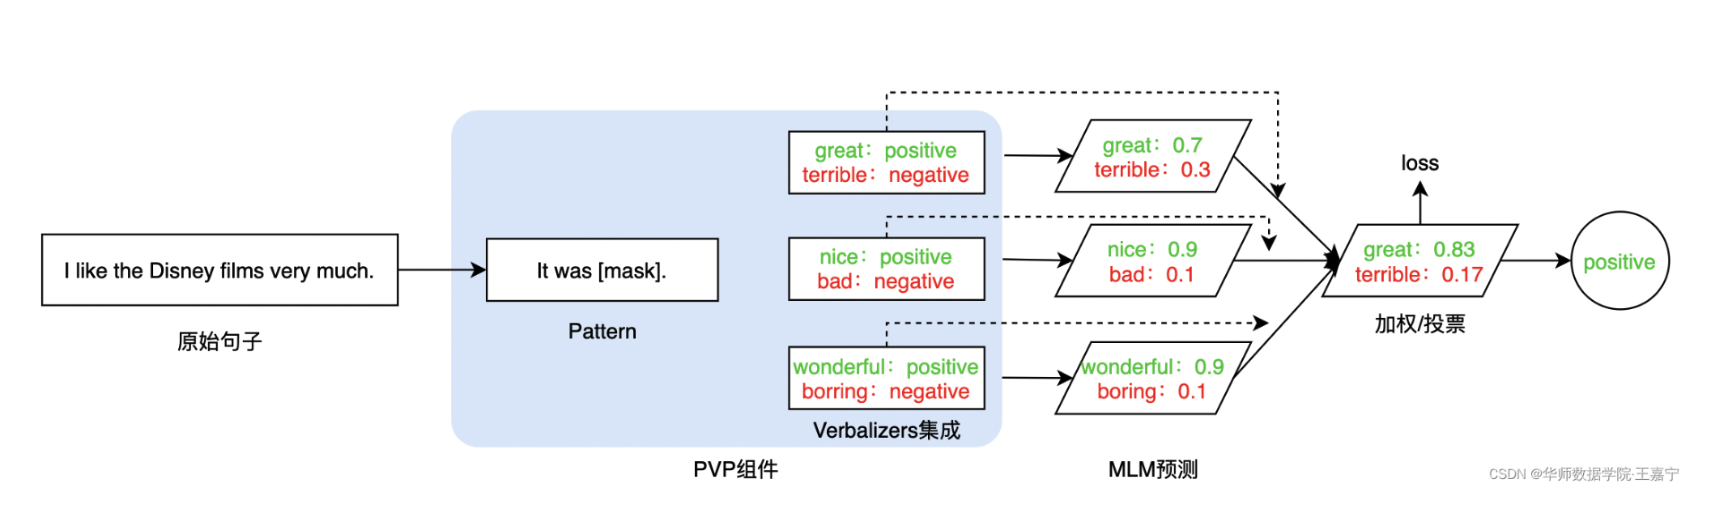 I like the Disney films very much.
原始句子
It was [mask].
Pattern
great：positive
terrible：negative
nice：positive
bad：negative
wonderful：positive
borring：negative
Verbalizers集成
PVP组件
great：0.7
terrible：0.3
nice：0.9
bad：0.1
wonderful：0.9
boring：0.1
MLM预测
loss
great：0.83
terrible：0.17
加权/投票
positive
CSDN @华师数据学院·王嘉宁